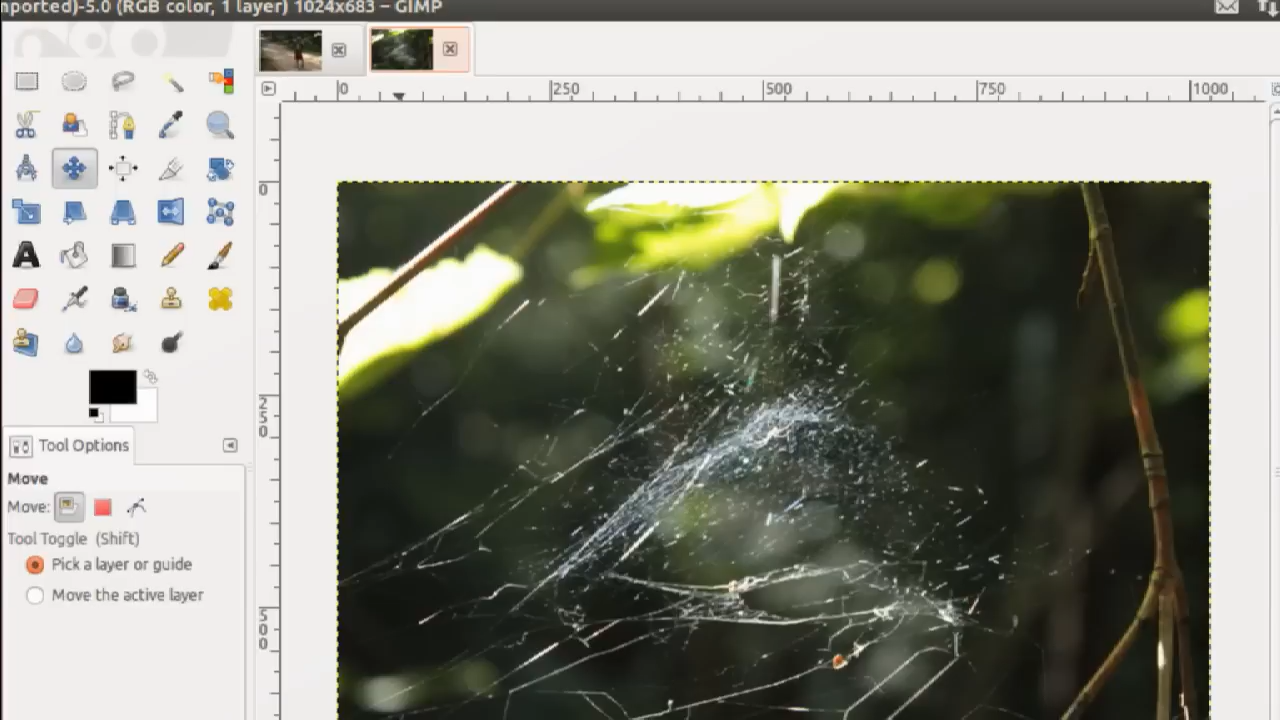 nported)-5.0 (RGB color, 1 layer) 1024x683 – GIMP
0 250 500 750 1000
0
250
500
Tool Options
Move
Move:
Tool Toggle (Shift)
Pick a layer or guide
Move the active layer